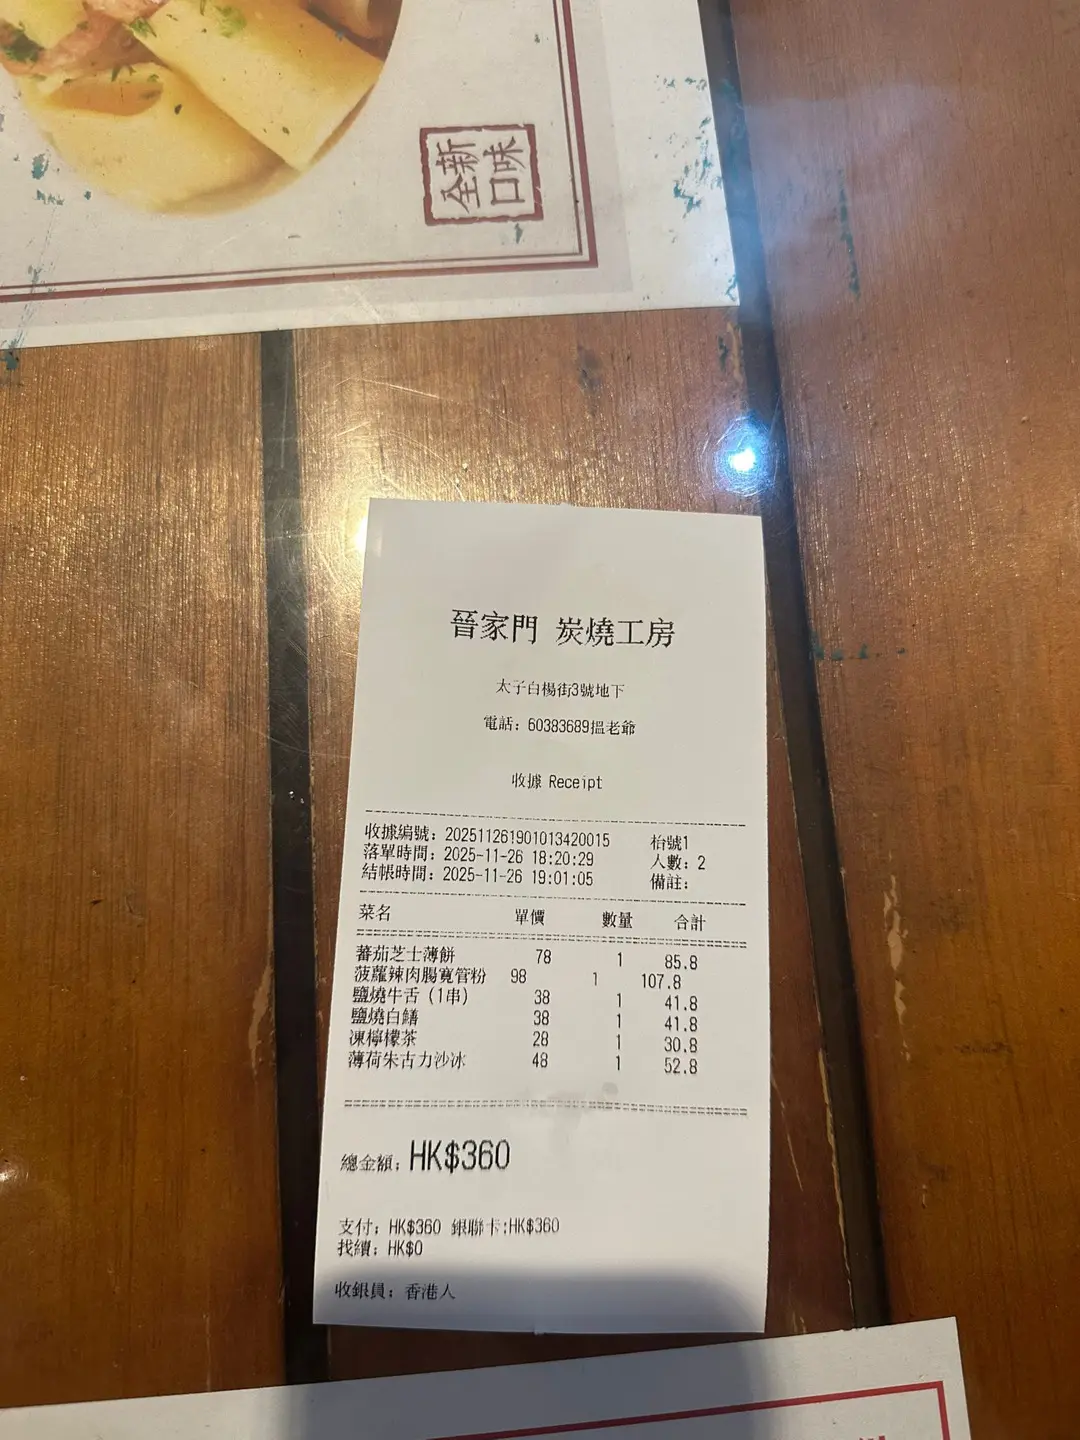 全新
口味
晉家門 炭燒工房
太子白楊街3號地下
電話: 60383689搵老爺
收據 Receipt
收據編號: 202511261901013420015 枱號1
落單時間: 2025-11-26 18:20:29 人數: 2
結帳時間: 2025-11-26 19:01:05 備註:
菜名 單價 數量 合計
蕃茄芝士薄餅 78 1 85.8
菠蘿辣肉腸寬管粉 98 1 107.8
鹽燒牛舌 (1串) 38 1 41.8
鹽燒白鱔 38 1 41.8
凍檸檬茶 28 1 30.8
薄荷朱古力沙冰 48 1 52.8
總金額: HK$360
支付: HK$360 銀聯卡:HK$360
找續: HK$0
收銀員: 香港人